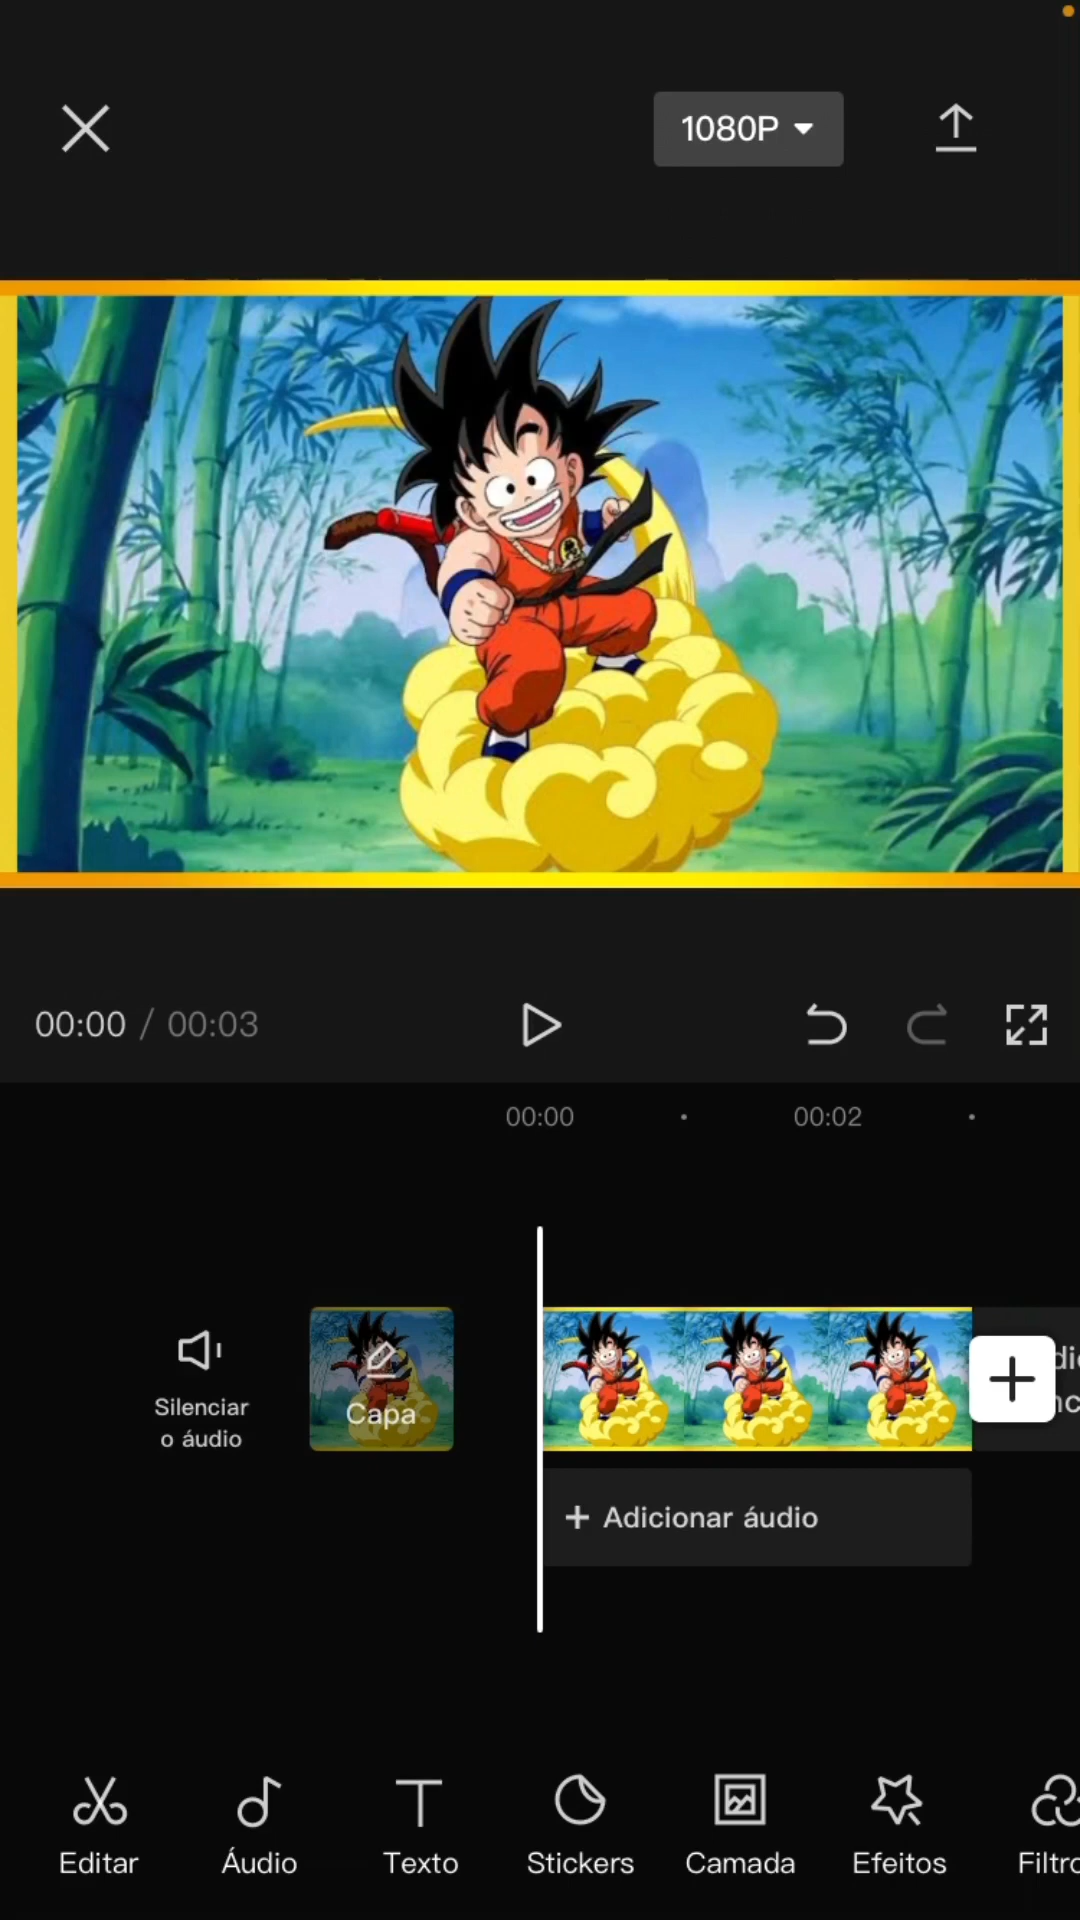 1080P
00:00 / 00:03
00:00
00:02
Silenciar
o áudio
Capa
+ Adicionar áudio
Editar
Áudio
Texto
Stickers
Camada
Efeitos
Filtro